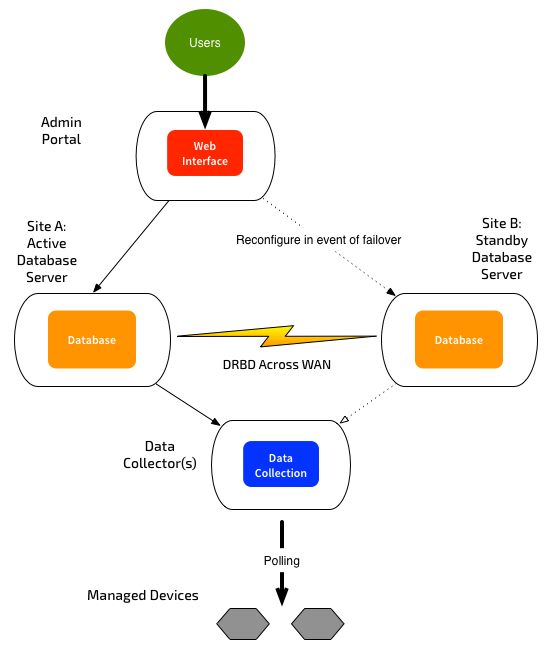 Users
Admin
Portal
Web
Interface
Reconfigure in event of failover
Site A:
Active
Database
Server
Site B:
Standby
Database
Server
Database
Database
DRBD Across WAN
Data
Collector(s)
Data
Collection
Polling
Managed Devices